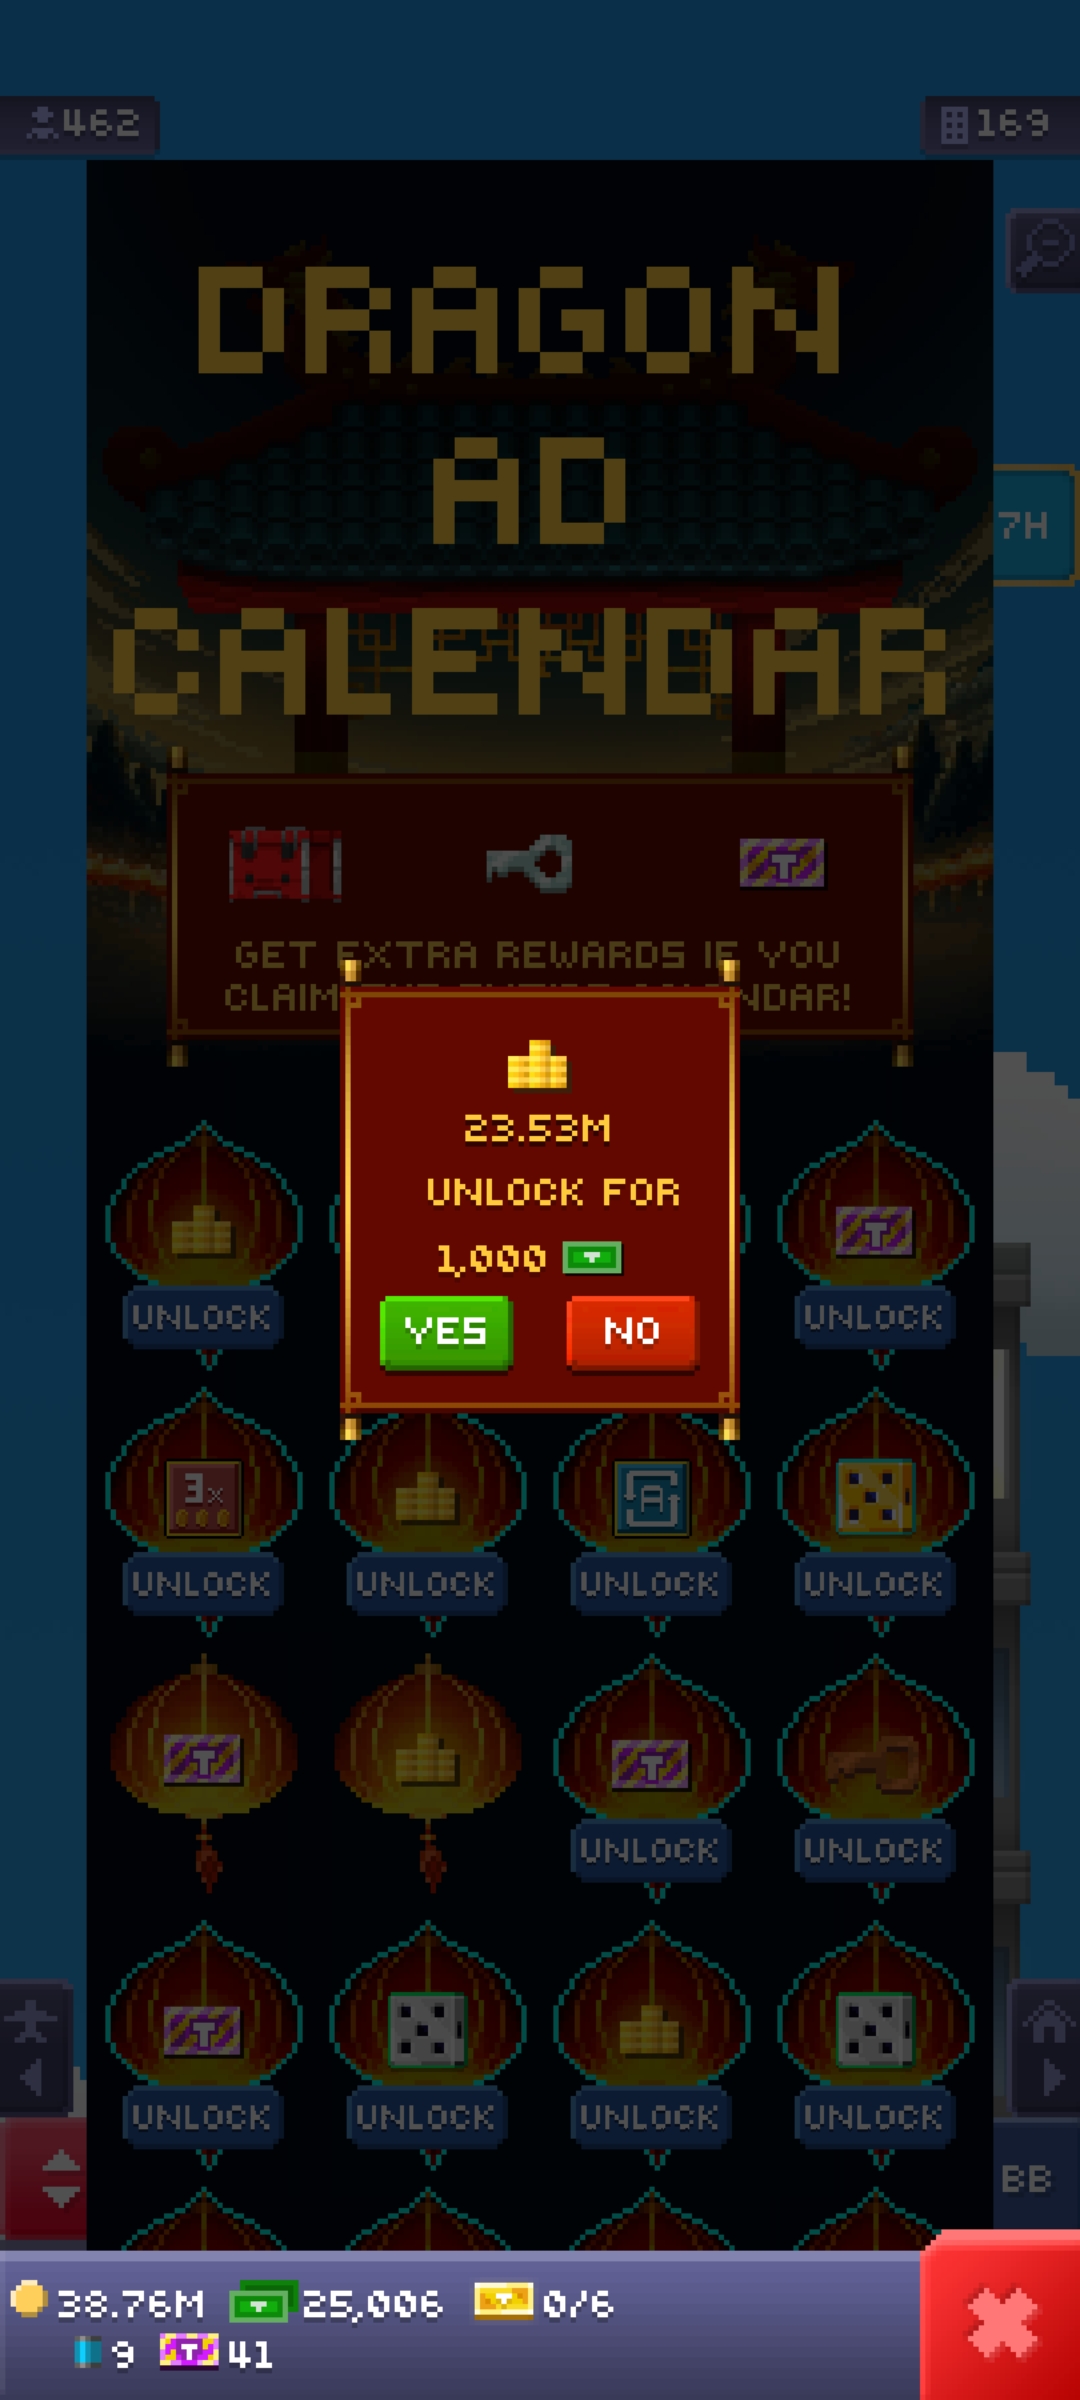 462
169
DRAGON
AD
CALENDAR
7H
T
GET EXTRA REWARDS IF YOU
CLAIM
NDAR!
23.53M
UNLOCK FOR
1,000
YES NO
T
UNLOCK UNLOCK
3x A
UNLOCK UNLOCK UNLOCK UNLOCK
T T
UNLOCK UNLOCK
T
UNLOCK UNLOCK UNLOCK UNLOCK
BB
38.76M 25,006 0/6
9 T 41